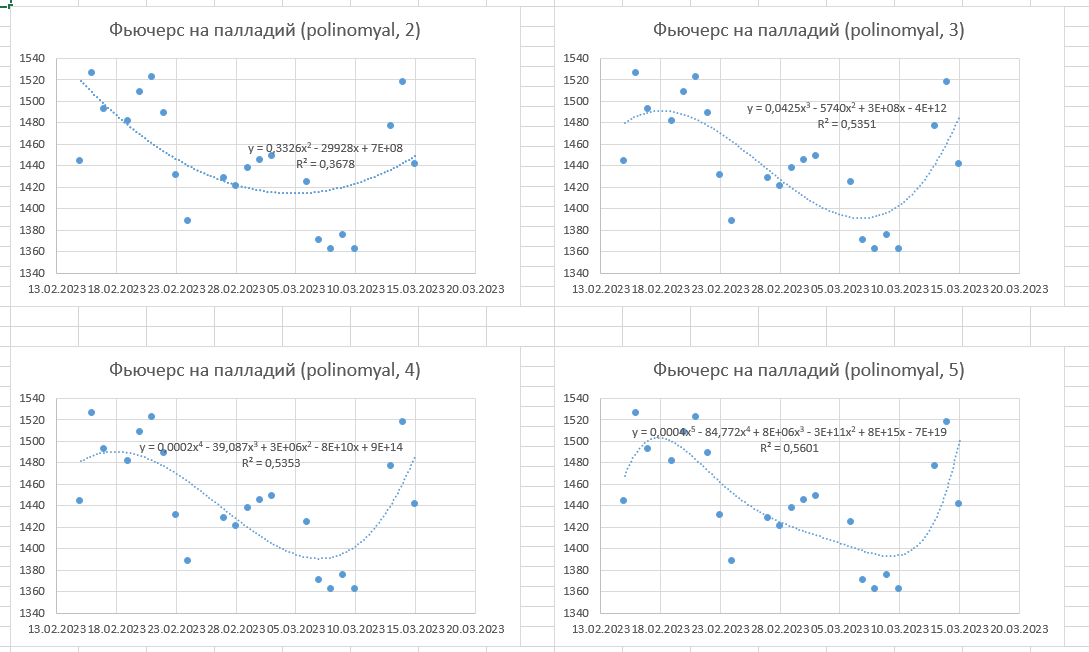 Фьючерс на палладий (polinomyal, 2)
1540
1520
1500
1480
1460
1440
1420
1400
1380
1360
1340
y = 0,3326x² - 29928x + 7E+08
R² = 0,3678
13.02.2023 18.02.2023 23.02.2023 28.02.2023 05.03.2023 10.03.2023 15.03.2023 20.03.2023
Фьючерс на палладий (polinomyal, 3)
1540
1520
1500
1480
1460
1440
1420
1400
1380
1360
1340
y = 0,0425x³ - 5740x² + 3E+08x - 4E+12
R² = 0,5351
13.02.2023 18.02.2023 23.02.2023 28.02.2023 05.03.2023 10.03.2023 15.03.2023 20.03.2023
Фьючерс на палладий (polinomyal, 4)
1540
1520
1500
1480
1460
1440
1420
1400
1380
1360
1340
y = 0,0002x⁴ - 39,087x³ + 3E+06x² - 8E+10x + 9E+14
R² = 0,5353
13.02.2023 18.02.2023 23.02.2023 28.02.2023 05.03.2023 10.03.2023 15.03.2023 20.03.2023
Фьючерс на палладий (polinomyal, 5)
1540
1520
1500
1480
1460
1440
1420
1400
1380
1360
1340
y = 0,0004x⁵ - 84,772x⁴ + 8E+06x³ - 3E+11x² + 8E+15x - 7E+19
R² = 0,5601
13.02.2023 18.02.2023 23.02.2023 28.02.2023 05.03.2023 10.03.2023 15.03.2023 20.03.2023